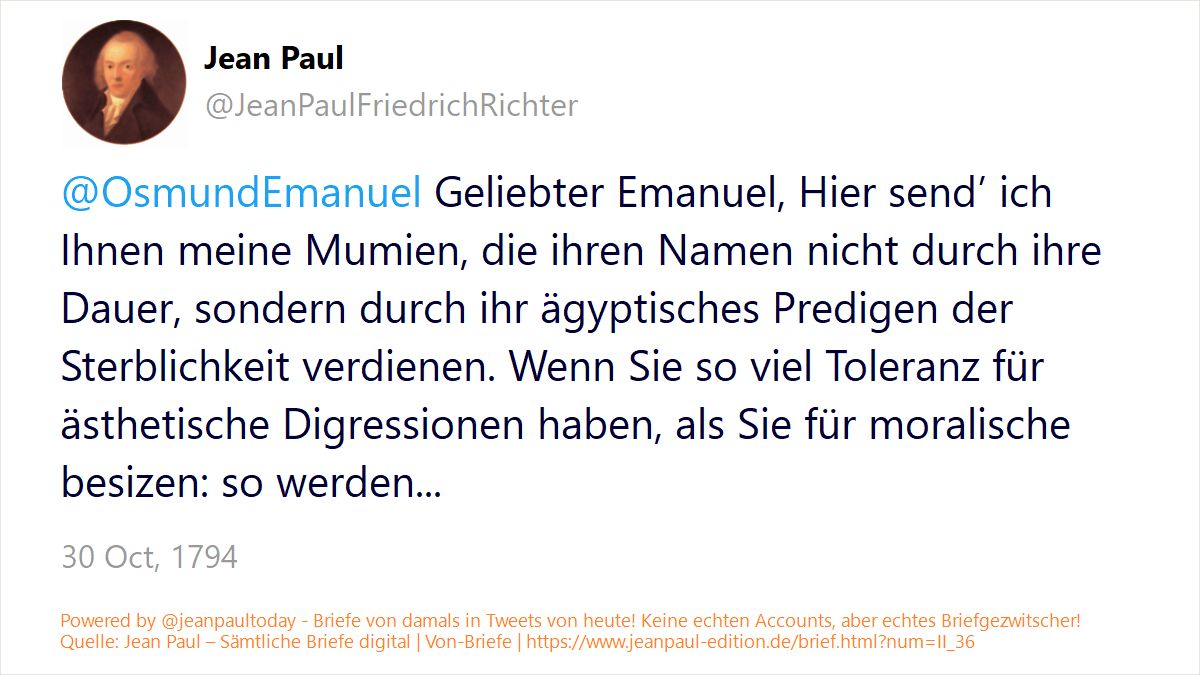 Jean Paul
@JeanPaulFriedrichRichter
@OsmundEmanuel Geliebter Emanuel, Hier send’ ich
Ihnen meine Mumien, die ihren Namen nicht durch ihre
Dauer, sondern durch ihr ägyptisches Predigen der
Sterblichkeit verdienen. Wenn Sie so viel Toleranz für
ästhetische Digressionen haben, als Sie für moralische
besizen: so werden...
30 Oct, 1794
Powered by @jeanpaultoday - Briefe von damals in Tweets von heute! Keine echten Accounts, aber echtes Briefgezwitscher!
Quelle: Jean Paul – Sämtliche Briefe digital | Von-Briefe | https://www.jeanpaul-edition.de/brief.html?num=II_36